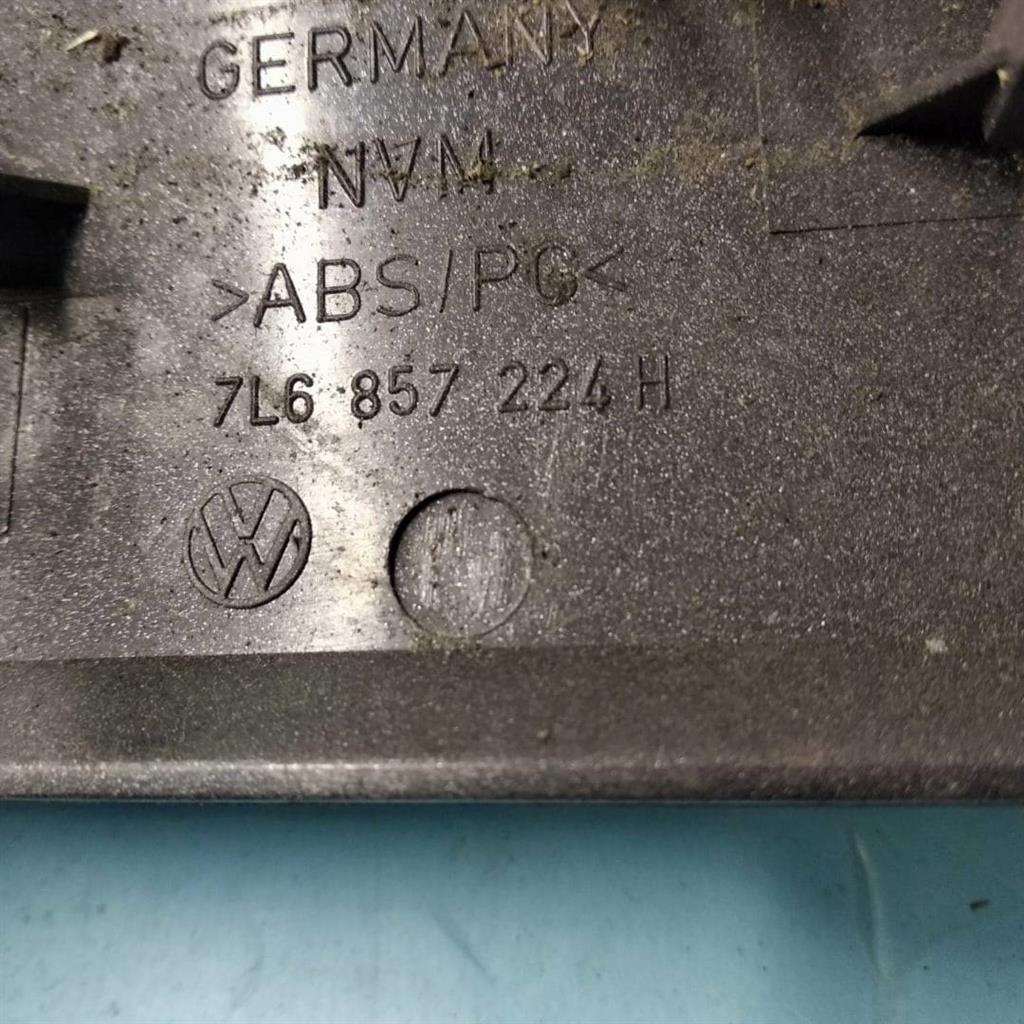 GERMANY
NVM
>ABS/PC<
7L6 857 224 H